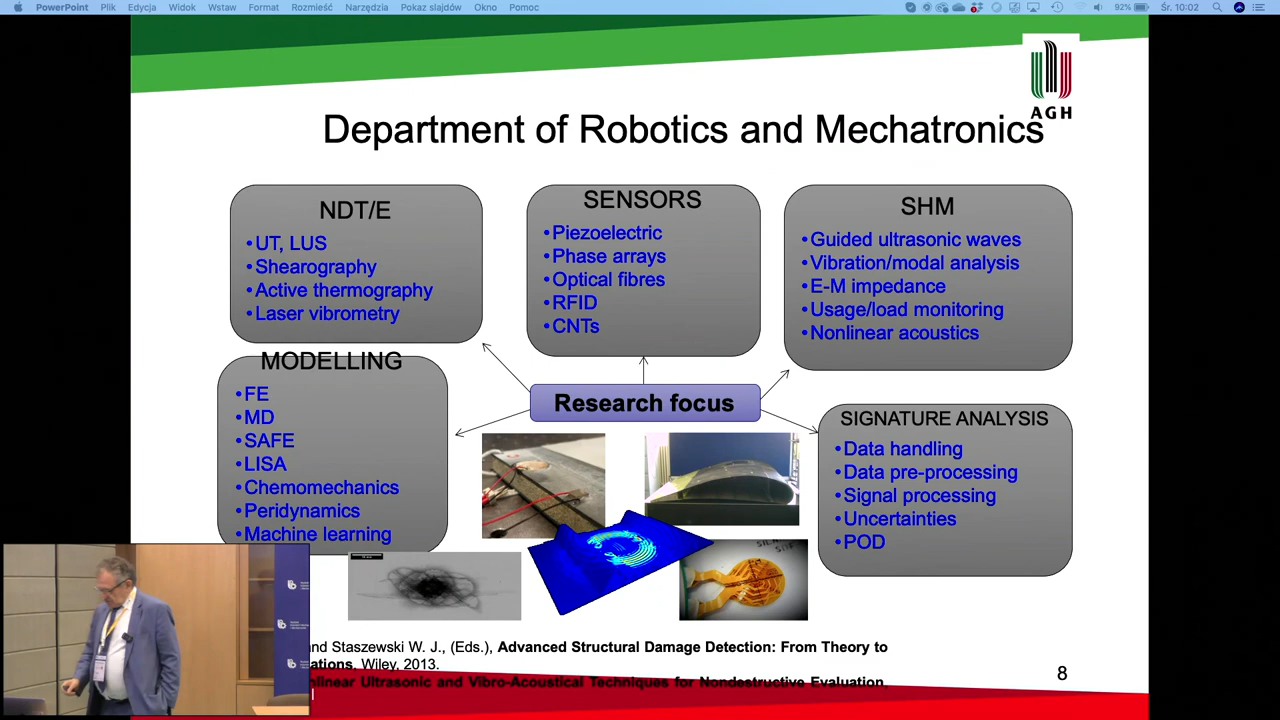 PowerPoint Plik Edycja Widok Wstaw Format Rozmieść Narzędzia Pokaz slajdów Okno Pomoc 92% Śr. 10:02
AGH
Department of Robotics and Mechatronics
NDT/E
•UT, LUS
•Shearography
•Active thermography
•Laser vibrometry
SENSORS
•Piezoelectric
•Phase arrays
•Optical fibres
•RFID
•CNTs
SHM
•Guided ultrasonic waves
•Vibration/modal analysis
•E-M impedance
•Usage/load monitoring
•Nonlinear acoustics
MODELLING
•FE
•MD
•SAFE
•LISA
•Chemomechanics
•Peridynamics
•Machine learning
Research focus
SIGNATURE ANALYSIS
•Data handling
•Data pre-processing
•Signal processing
•Uncertainties
•POD
and Staszewski W. J., (Eds.), Advanced Structural Damage Detection: From Theory to
Wiley, 2013.
Ultrasonic and Vibro-Acoustical Techniques for Nondestructive Evaluation,
8